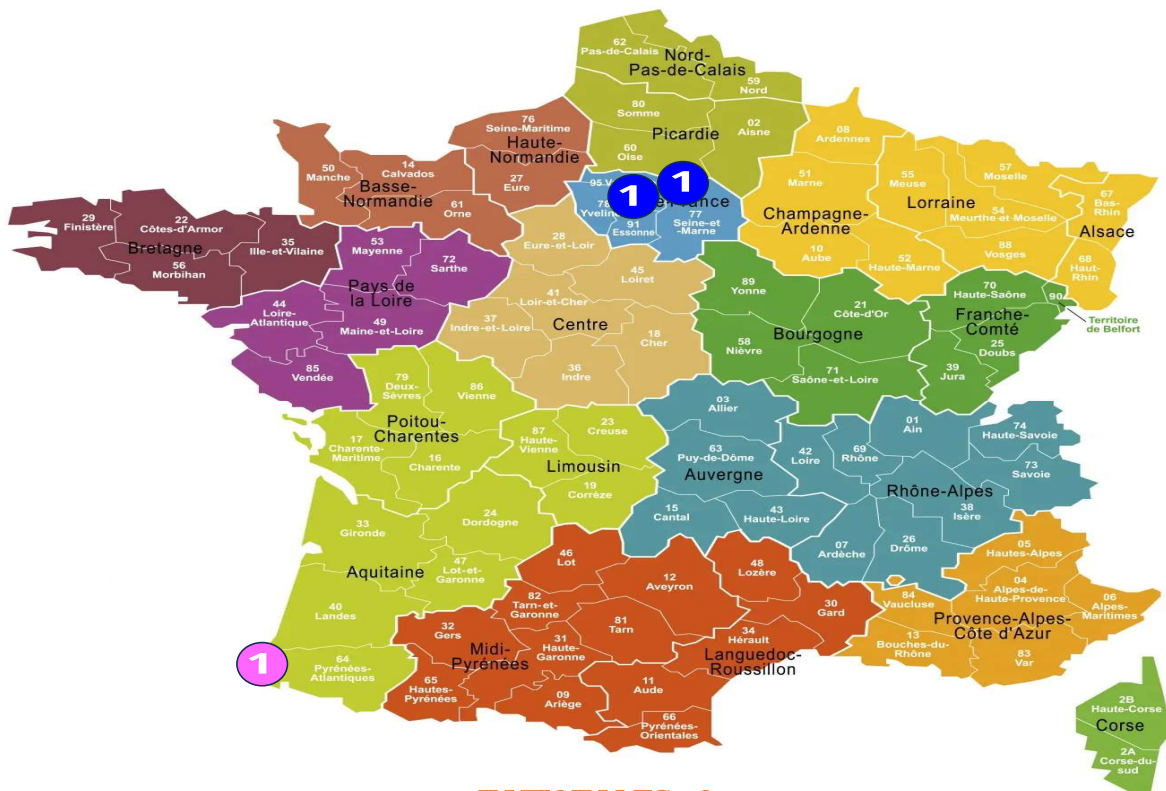 62
Pas-de-Calais
Nord-
Pas-de-Calais
59
Nord
80
Somme
Picardie
02
Aisne
60
Oise
76
Seine-Maritime
Haute-
Normandie
27
Eure
50
Manche
14
Calvados
Basse-
Normandie
61
Orne
08
Ardennes
51
Marne
Champagne-
Ardenne
10
Aube
52
Haute-Marne
55
Meuse
57
Moselle
Lorraine
54
Meurthe-et-Moselle
88
Vosges
67
Bas-
Rhin
Alsace
68
Haut-
Rhin
95
1
1
78
91
Essonne
77
Seine-et
-Marne
29
Finistère
22
Côtes-d'Armor
Bretagne
35
Ille-et-Vilaine
56
Morbihan
53
Mayenne
72
Sarthe
Pays de
la Loire
44
Loire-
Atlantique
49
Maine-et-Loire
85
Vendée
28
Eure-et-Loir
45
Loiret
41
Loir-et-Cher
37
Indre-et-Loire
Centre
18
Cher
36
Indre
89
Yonne
21
Côte-d'Or
Bourgogne
58
Nièvre
71
Saône-et-Loire
70
Haute-Saône
90
Territoire
de Belfort
Franche-
Comté
25
Doubs
39
Jura
79
Deux-
Sèvres
86
Vienne
Poitou-
Charentes
17
Charente-
Maritime
16
Charente
87
Haute-
Vienne
23
Creuse
Limousin
19
Corrèze
03
Allier
63
Puy-de-Dôme
Auvergne
15
Cantal
43
Haute-Loire
42
Loire
69
Rhône
01
Ain
74
Haute-Savoie
73
Savoie
Rhône-Alpes
38
Isère
07
Ardèche
26
Drôme
33
Gironde
24
Dordogne
47
Lot-et-
Garonne
Aquitaine
40
Landes
1
64
Pyrénées-
Atlantiques
46
Lot
12
Aveyron
82
Tarn-et-
Garonne
32
Gers
81
Tarn
31
Haute-
Garonne
Midi-
Pyrénées
65
Hautes-
Pyrénées
09
Ariège
48
Lozère
30
Gard
34
Hérault
Languedoc-
Roussillon
11
Aude
66
Pyrénées-
Orientales
05
Hautes-Alpes
04
Alpes-de-
Haute-Provence
06
Alpes-
Maritimes
84
Vaucluse
Provence-Alpes-
Côte d'Azur
13
Bouches-du-
Rhône
83
Var
2B
Haute-Corse
Corse
2A
Corse-du-
sud